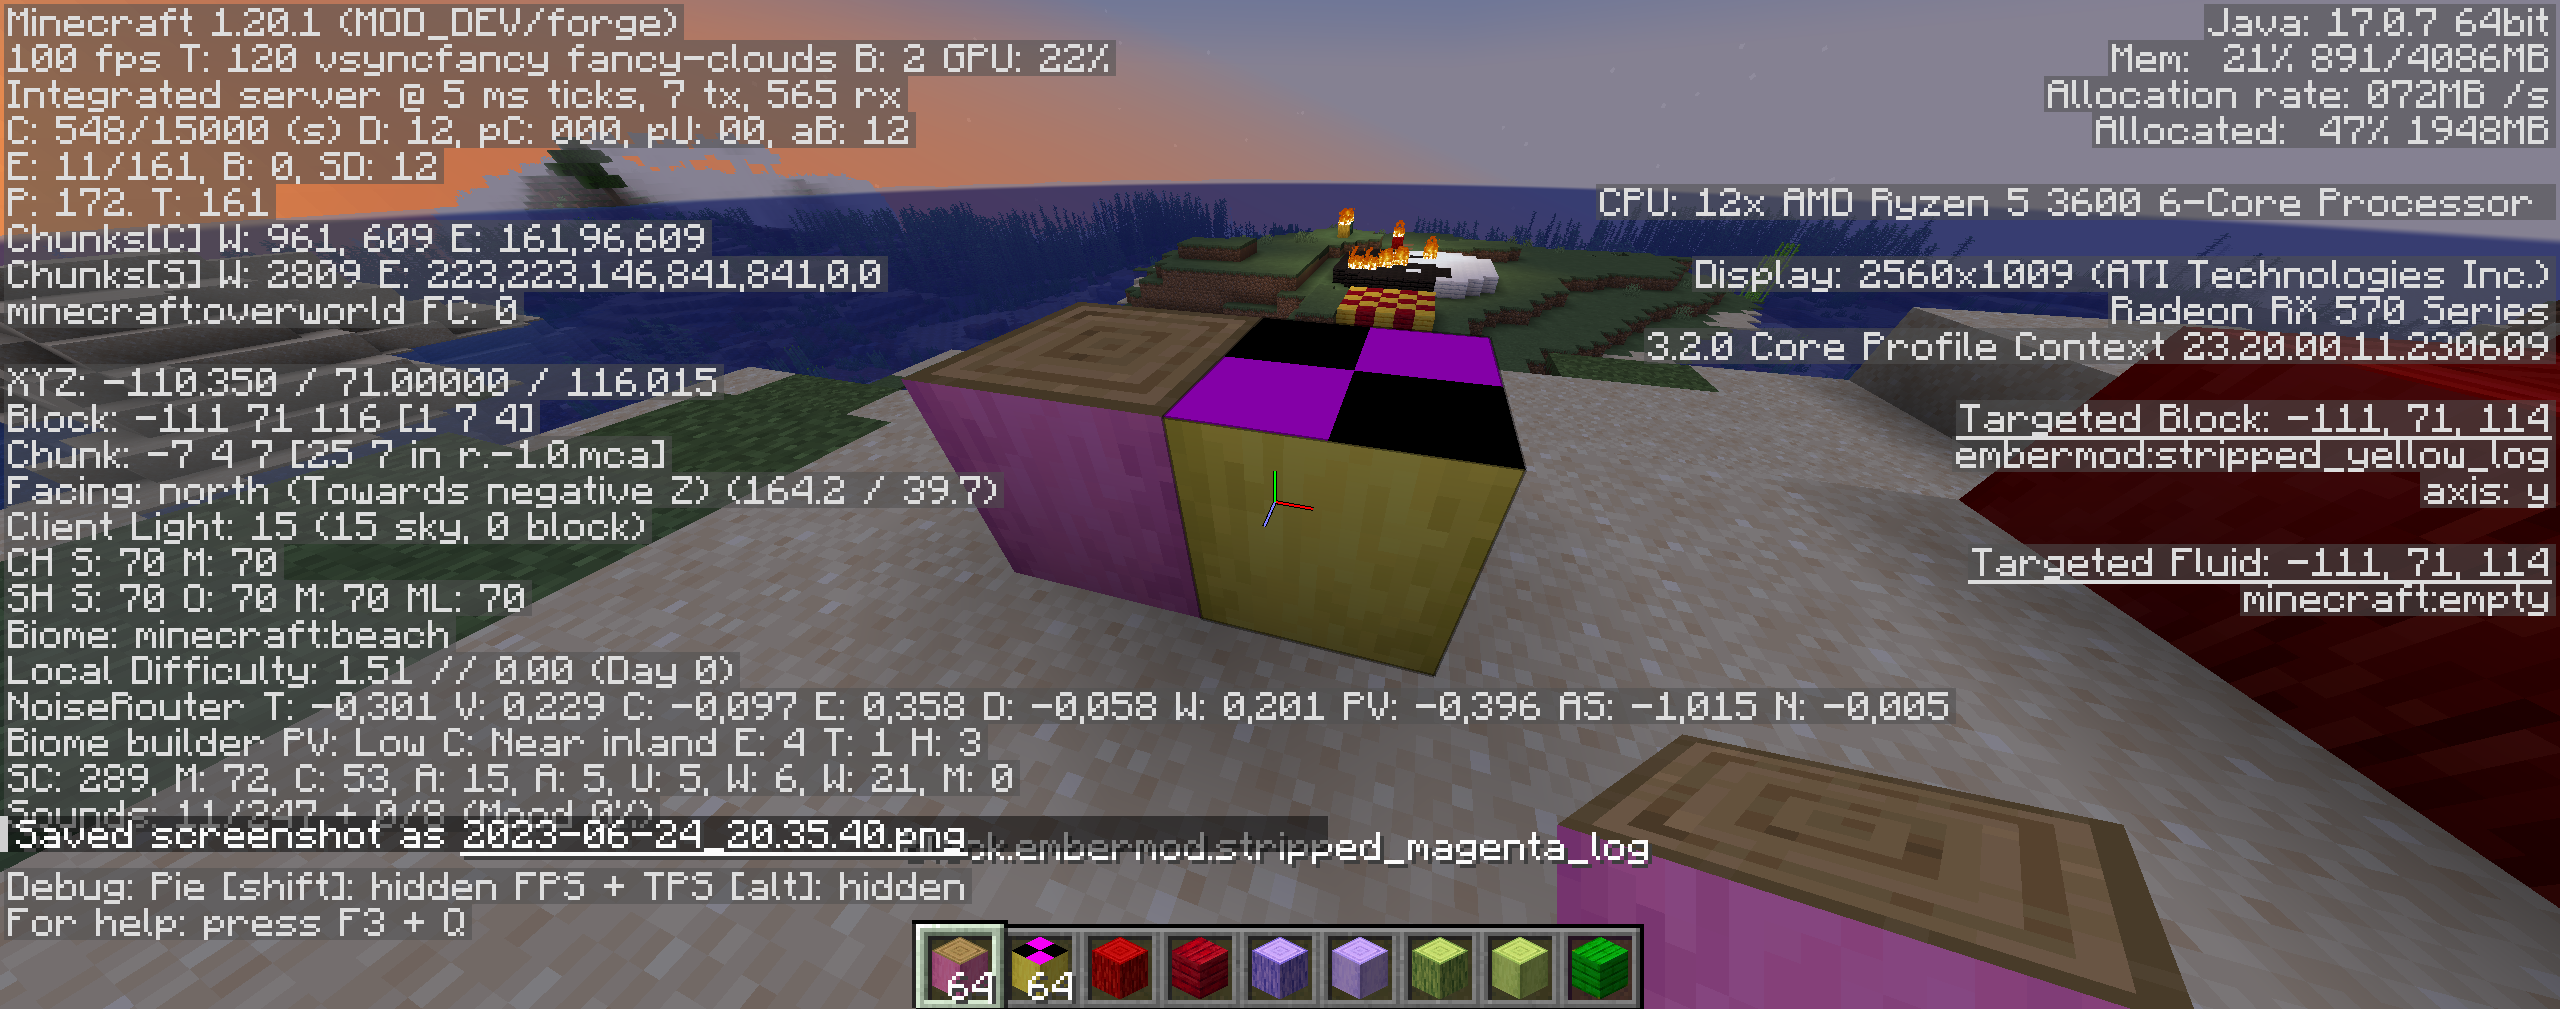 Minecraft 1.20.1 (MOD_DEV/forge)
100 fps T: 120 vsyncfancy fancy-clouds B: 2 GPU: 22%
Integrated server @ 5 ms ticks, 7 tx, 565 rx
C: 548/15000 (s) D: 12, pC: 000, pU: 00, aB: 12
E: 11/161, B: 0, SD: 12
P: 172. T: 161
Chunks[C] W: 961, 609 E: 161,96,609
Chunks[S] W: 2809 E: 223,223,146,841,841,0,0
minecraft:overworld FC: 0
XYZ: -110.350 / 71.00000 / 116.015
Block: -111 71 116 [1 7 4]
Chunk: -7 4 7 [25 7 in r.-1.0.mca]
Facing: north (Towards negative Z) (164.2 / 39.7)
Client Light: 15 (15 sky, 0 block)
CH S: 70 M: 70
SH S: 70 O: 70 M: 70 ML: 70
Biome: minecraft:beach
Local Difficulty: 1.51 // 0.00 (Day 0)
NoiseRouter T: -0,301 V: 0,229 C: -0,097 E: 0,358 D: -0,058 W: 0,201 PV: -0,396 AS: -1,015 N: -0,005
Biome builder PV: Low C: Near inland E: 4 T: 1 H: 3
SC: 289, M: 72, C: 53, A: 15, A: 5, U: 5, W: 6, W: 21, M: 0
Sounds: 11/247 + 0/8 (Mood 0%)
Saved screenshot as 2023-06-24_20.35.40.png
Debug: Pie [shift]: hidden FPS + TPS [alt]: hidden
For help: press F3 + Q
Java: 17.0.7 64bit
Mem: 21% 891/4086MB
Allocation rate: 072MB /s
Allocated: 47% 1948MB
CPU: 12x AMD Ryzen 5 3600 6-Core Processor
Display: 2560x1009 (ATI Technologies Inc.)
Radeon RX 570 Series
3.2.0 Core Profile Context 23.20.00.11.230609
Targeted Block: -111, 71, 114
embermod:stripped_yellow_log
axis: y
Targeted Fluid: -111, 71, 114
minecraft:empty
.embermod.stripped_magenta_log
64
64